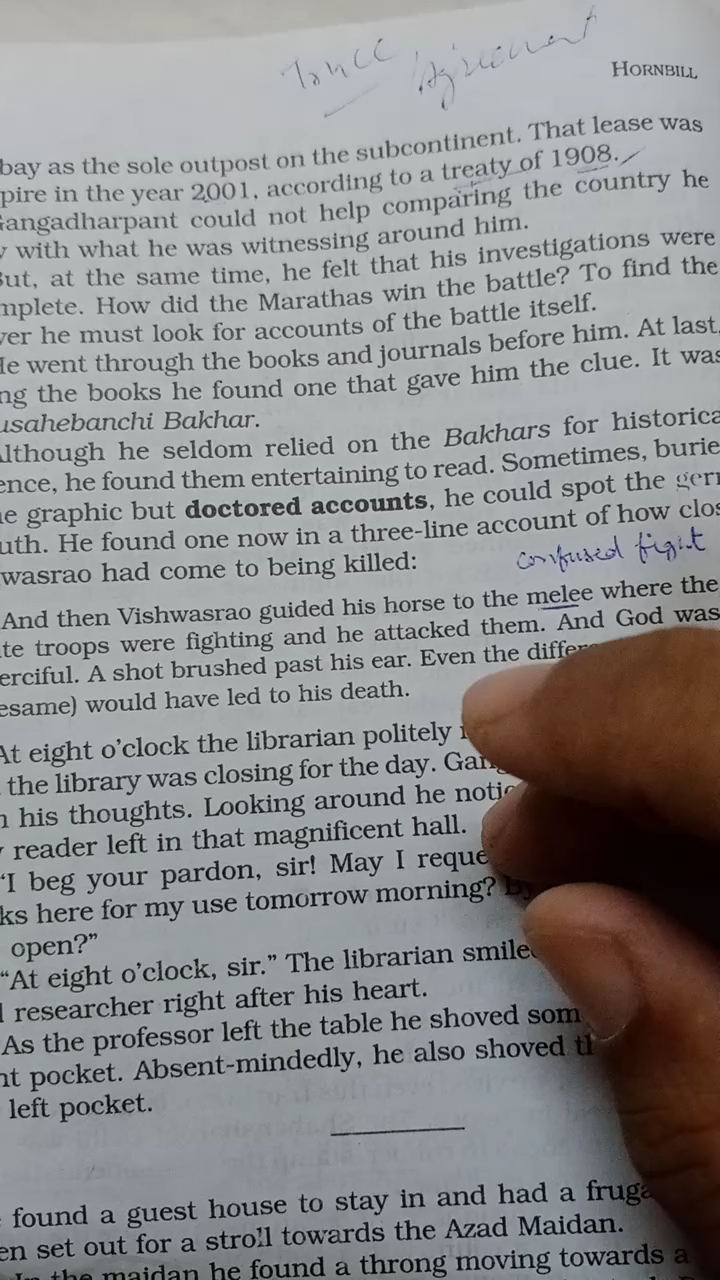 Agreement
HORNBILL
bay as the sole outpost on the subcontinent. That lease was
pire in the year 2001, according to a treaty of 1908.
angadharpant could not help comparing the country he
with what he was witnessing around him.
But, at the same time, he felt that his investigations were
mplete. How did the Marathas win the battle? To find the
er he must look for accounts of the battle itself.
He went through the books and journals before him. At last,
ng the books he found one that gave him the clue. It was
usahebanchi Bakhar.
lthough he seldom relied on the Bakhars for historica
ence, he found them entertaining to read. Sometimes, burie
e graphic but doctored accounts, he could spot the ger
uth. He found one now in a three-line account of how clos
wasrao had come to being killed:
confused fight
And then Vishwasrao guided his horse to the melee where the
te troops were fighting and he attacked them. And God was
erciful. A shot brushed past his ear. Even the differ
esame) would have led to his death.
At eight o'clock the librarian politely
the library was closing for the day. Gang
his thoughts. Looking around he notic
reader left in that magnificent hall.
“I beg your pardon, sir! May I reque
ks here for my use tomorrow morning? By
open?”
“At eight o'clock, sir.” The librarian smile
researcher right after his heart.
As the professor left the table he shoved som
nt pocket. Absent-mindedly, he also shoved t
left pocket.
found a guest house to stay in and had a fruga
en set out for a stroll towards the Azad Maidan.
In the maidan he found a throng moving towards a